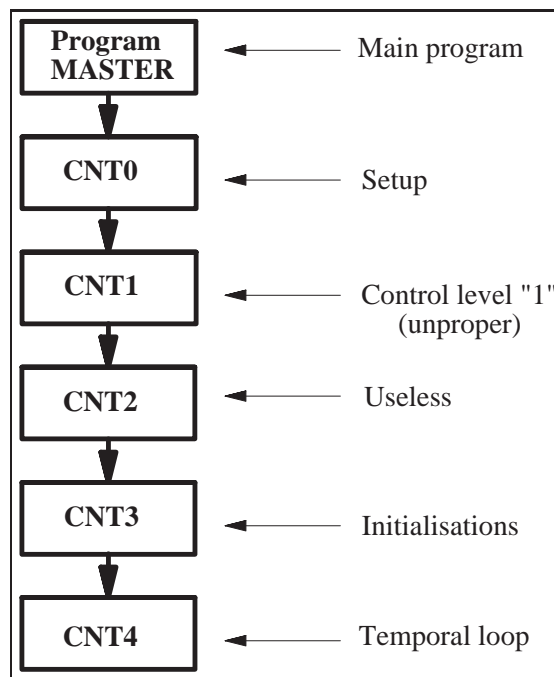 Program
MASTER
Main program
CNT0
Setup
CNT1
Control level "1"
(unproper)
CNT2
Useless
CNT3
Initialisations
CNT4
Temporal loop